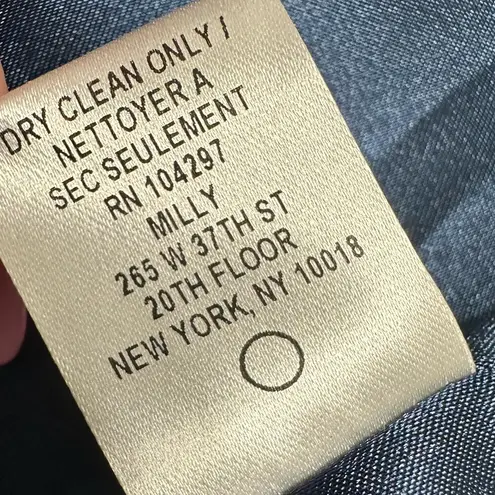 DRY CLEAN ONLY /
NETTOYER A
SEC SEULEMENT
RN 104297
MILLY
265 W 37TH ST
20TH FLOOR
NEW YORK, NY 10018